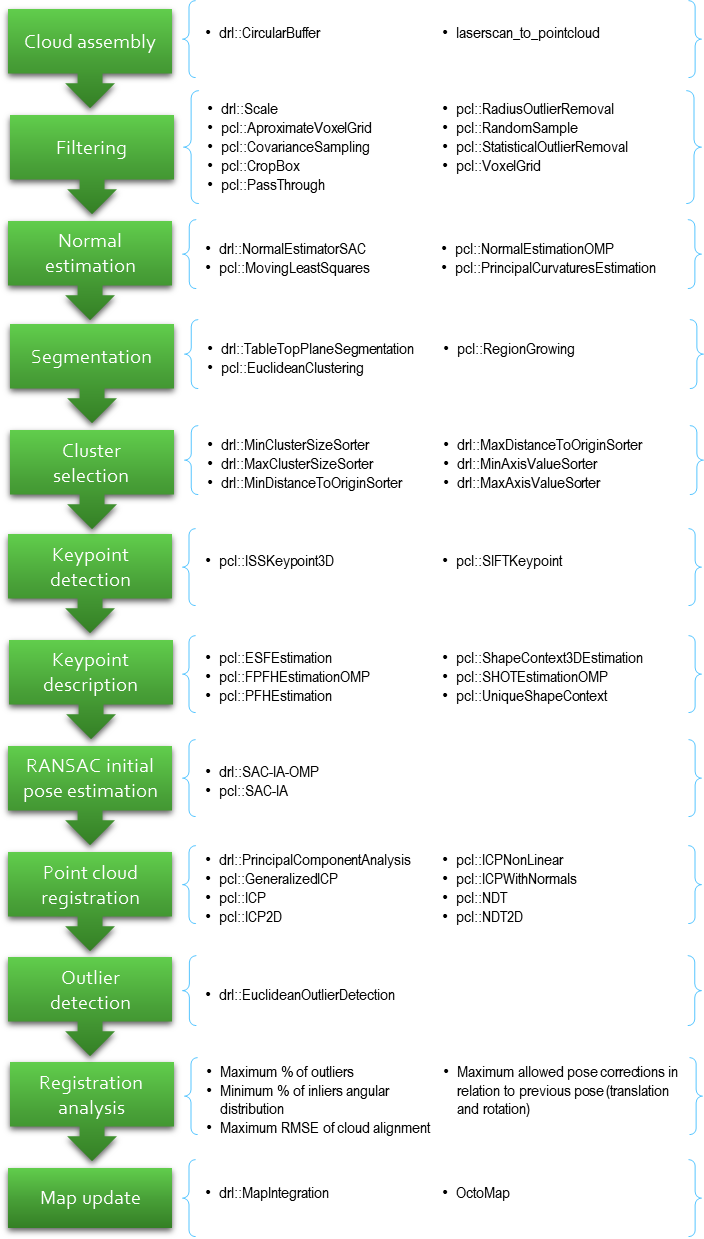 Cloud assembly
• drl::CircularBuffer
• laserscan_to_pointcloud
Filtering
• drl::Scale
• pcl::AproximateVoxelGrid
• pcl::CovarianceSampling
• pcl::CropBox
• pcl::PassThrough
• pcl::RadiusOutlierRemoval
• pcl::RandomSample
• pcl::StatisticalOutlierRemoval
• pcl::VoxelGrid
Normal
estimation
• drl::NormalEstimatorSAC
• pcl::MovingLeastSquares
• pcl::NormalEstimationOMP
• pcl::PrincipalCurvaturesEstimation
Segmentation
• drl::TableTopPlaneSegmentation
• pcl::EuclideanClustering
• pcl::RegionGrowing
Cluster
selection
• drl::MinClusterSizeSorter
• drl::MaxClusterSizeSorter
• drl::MinDistanceToOriginSorter
• drl::MaxDistanceToOriginSorter
• drl::MinAxisValueSorter
• drl::MaxAxisValueSorter
Keypoint
detection
• pcl::ISSKeypoint3D
• pcl::SIFTKeypoint
Keypoint
description
• pcl::ESFEstimation
• pcl::FPFHEstimationOMP
• pcl::PFHEstimation
• pcl::ShapeContext3DEstimation
• pcl::SHOTEstimationOMP
• pcl::UniqueShapeContext
RANSAC initial
pose estimation
• drl::SAC-IA-OMP
• pcl::SAC-IA
Point cloud
registration
• drl::PrincipalComponentAnalysis
• pcl::GeneralizedICP
• pcl::ICP
• pcl::ICP2D
• pcl::ICPNonLinear
• pcl::ICPWithNormals
• pcl::NDT
• pcl::NDT2D
Outlier
detection
• drl::EuclideanOutlierDetection
Registration
analysis
• Maximum % of outliers
• Minimum % of inliers angular
distribution
• Maximum RMSE of cloud alignment
• Maximum allowed pose corrections in
relation to previous pose (translation
and rotation)
Map update
• drl::MapIntegration
• OctoMap